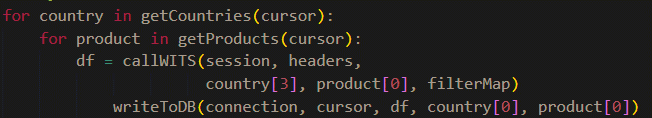 for country in getCountries(cursor):
for product in getProducts(cursor):
df = callWITS(session, headers,
country[3], product[0], filterMap)
writeToDB(connection, cursor, df, country[0], product[0])